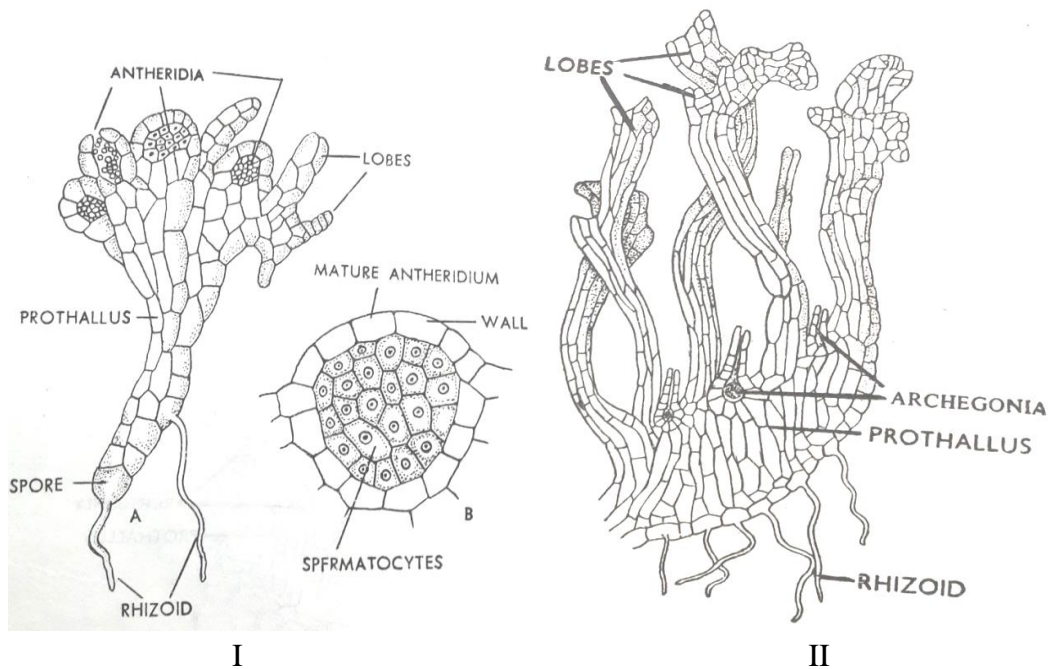 ANTHERIDIA
LOBES
MATURE ANTHERIDIUM
WALL
PROTHALLUS
SPORE
A
B
SPFRMATOCYTES
RHIZOID
I
LOBES
ARCHEGONIA
PROTHALLUS
RHIZOID
II